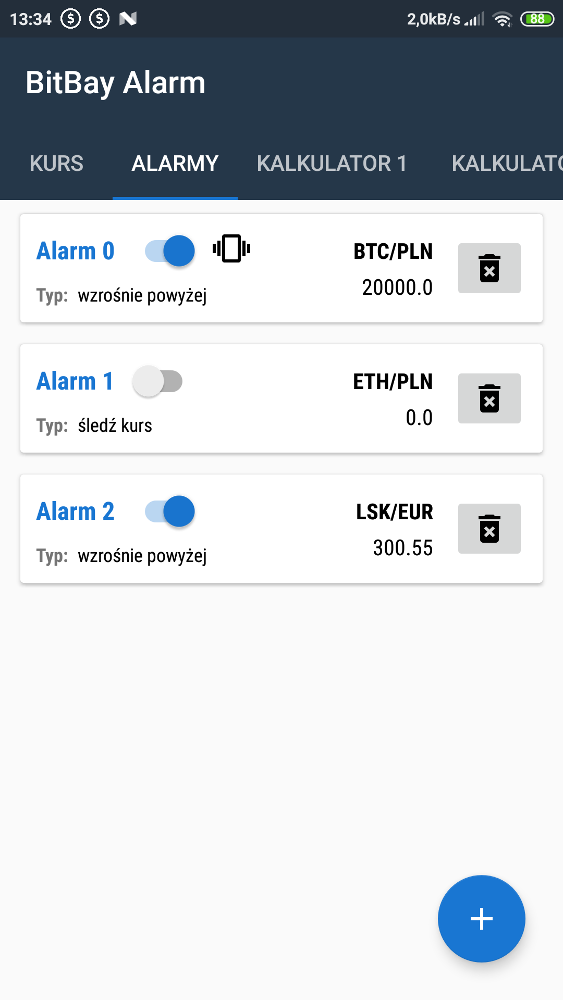 13:34
2,0kB/s
88
BitBay Alarm
KURS
ALARMY
KALKULATOR 1
KALKULATO
Alarm 0
BTC/PLN
Typ: wzrośnie powyżej
20000.0
Alarm 1
ETH/PLN
Typ: śledź kurs
0.0
Alarm 2
LSK/EUR
Typ: wzrośnie powyżej
300.55